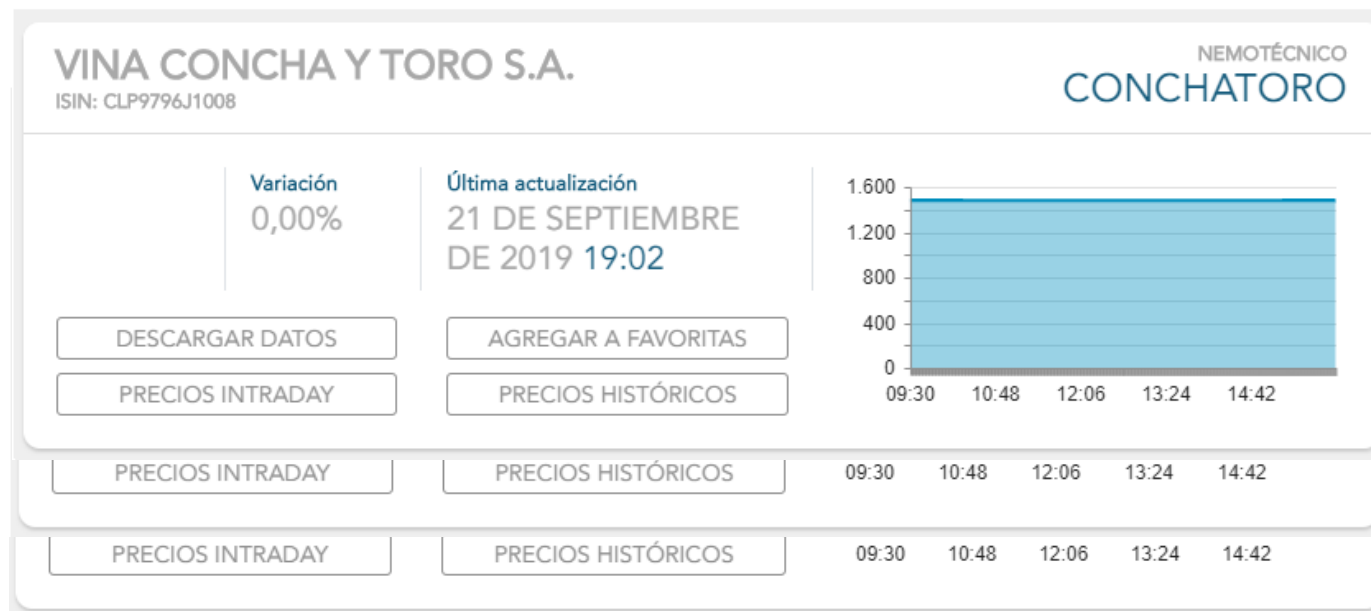 VINA CONCHA Y TORO S.A.
ISIN: CLP9796J1008
NEMOTÉCNICO
CONCHATORO
Variación
0,00%
Última actualización
21 DE SEPTIEMBRE
DE 2019 19:02
DESCARGAR DATOS
AGREGAR A FAVORITAS
PRECIOS INTRADAY
PRECIOS HISTÓRICOS
1.600
1.200
800
400
0
09:30 10:48 12:06 13:24 14:42
PRECIOS INTRADAY PRECIOS HISTÓRICOS 09:30 10:48 12:06 13:24 14:42
PRECIOS INTRADAY PRECIOS HISTÓRICOS 09:30 10:48 12:06 13:24 14:42